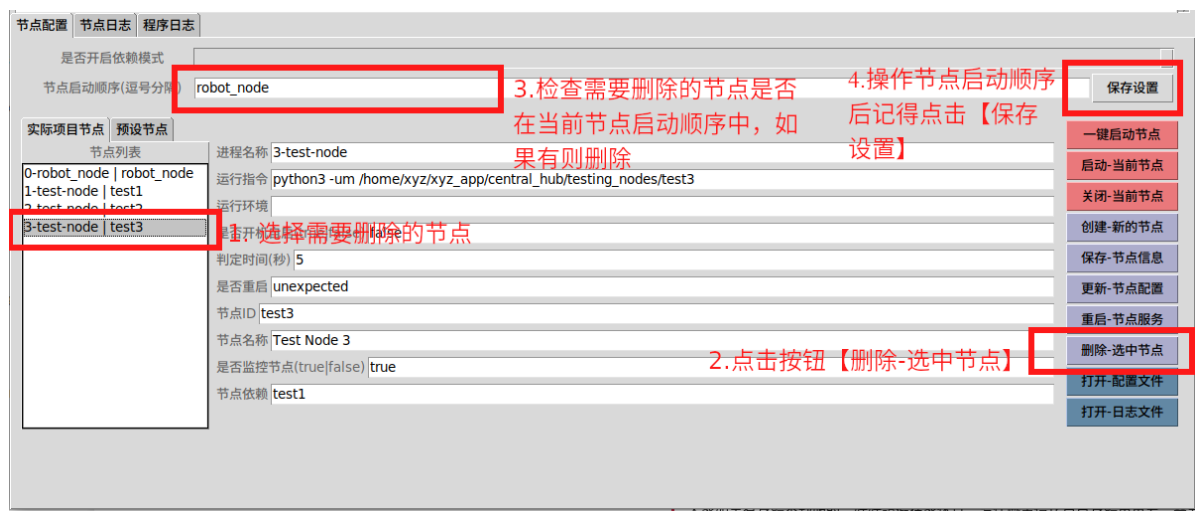 节点配置 节点日志 程序日志
是否开启依赖模式
节点启动顺序(逗号分隔) robot_node 保存设置
3.检查需要删除的节点是否
在当前节点启动顺序中，如
果有则删除
4.操作节点启动顺序
后记得点击【保存
设置】
实际项目节点 预设节点
节点列表
0-robot_node | robot_node
1-test-node | test1
2-test-node | test2
3-test-node | test3
1. 选择需要删除的节点
进程名称 3-test-node
运行指令 python3 -um /home/xyz/xyz_app/central_hub/testing_nodes/test3
运行环境
false
判定时间(秒) 5
是否重启 unexpected
节点ID test3
节点名称 Test Node 3
是否监控节点(true|false) true
节点依赖 test1
2.点击按钮【删除-选中节点】
一键启动节点
启动-当前节点
关闭-当前节点
创建-新的节点
保存-节点信息
更新-节点配置
重启-节点服务
删除-选中节点
打开-配置文件
打开-日志文件